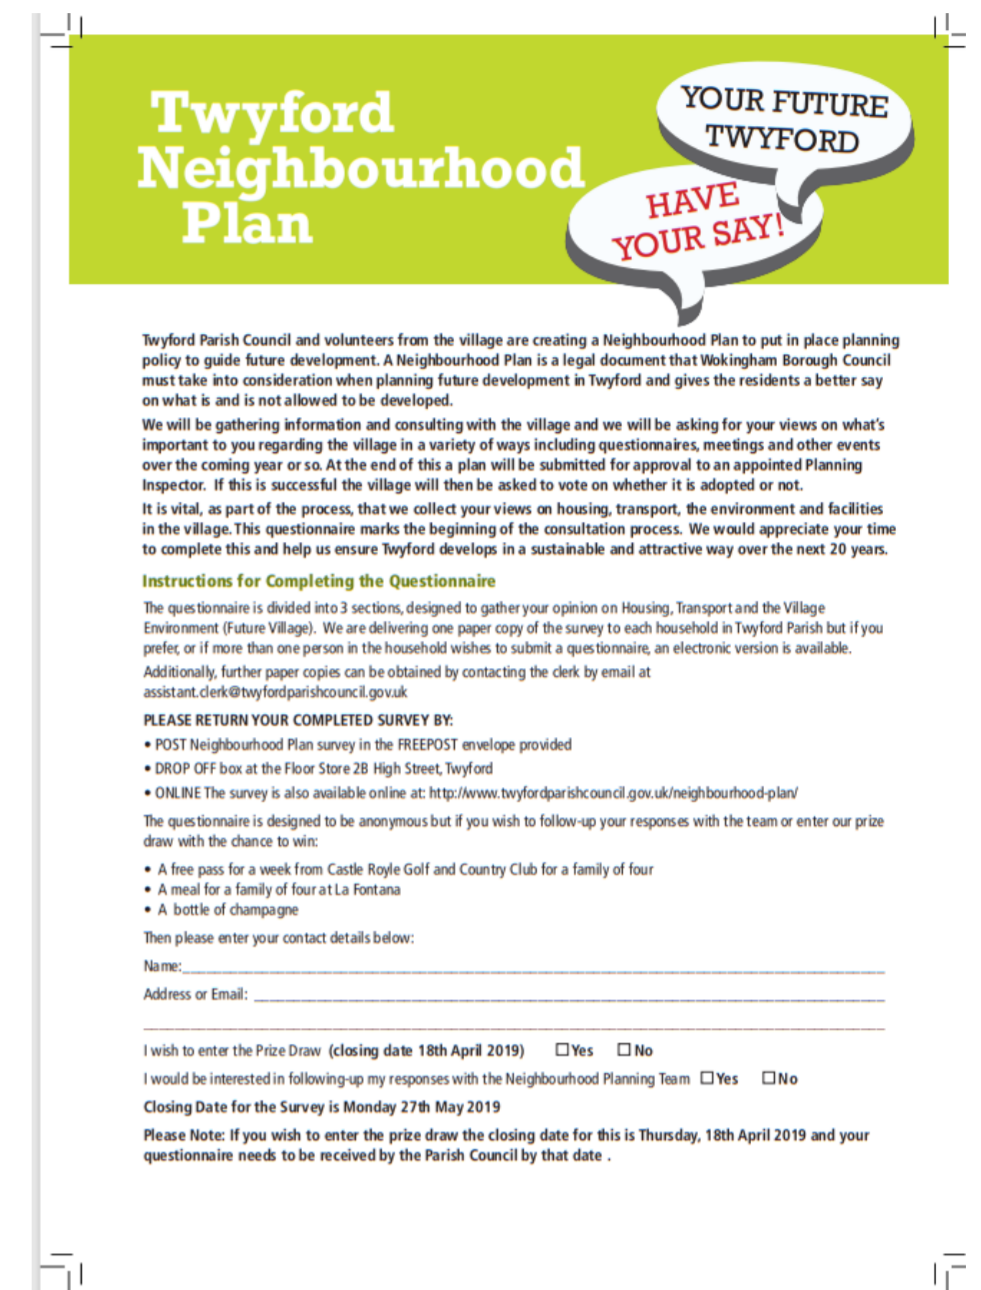 Twyford
Neighbourhood
Plan
YOUR FUTURE
TWYFORD
HAVE
YOUR SAY!
Twyford Parish Council and volunteers from the village are creating a Neighbourhood Plan to put in place planning
policy to guide future development. A Neighbourhood Plan is a legal document that Wokingham Borough Council
must take into consideration when planning future development in Twyford and gives the residents a better say
on what is and is not allowed to be developed.
We will be gathering information and consulting with the village and we will be asking for your views on what's
important to you regarding the village in a variety of ways including questionnaires, meetings and other events
over the coming year or so. At the end of this a plan will be submitted for approval to an appointed Planning
Inspector. If this is successful the village will then be asked to vote on whether it is adopted or not.
It is vital, as part of the process, that we collect your views on housing, transport, the environment and facilities
in the village. This questionnaire marks the beginning of the consultation process. We would appreciate your time
to complete this and help us ensure Twyford develops in a sustainable and attractive way over the next 20 years.
Instructions for Completing the Questionnaire
The questionnaire is divided into 3 sections, designed to gather your opinion on Housing, Transport and the Village
Environment (Future Village). We are delivering one paper copy of the survey to each household in Twyford Parish but if you
prefer, or if more than one person in the household wishes to submit a questionnaire, an electronic version is available.
Additionally, further paper copies can be obtained by contacting the clerk by email at
assistant.clerk@twyfordparishcouncil.gov.uk
PLEASE RETURN YOUR COMPLETED SURVEY BY:
• POST Neighbourhood Plan survey in the FREEPOST envelope provided
• DROP OFF box at the Floor Store 2B High Street, Twyford
• ONLINE The survey is also available online at: http://www.twyfordparishcouncil.gov.uk/neighbourhood-plan/
The questionnaire is designed to be anonymous but if you wish to follow-up your responses with the team or enter our prize
draw with the chance to win:
• A free pass for a week from Castle Royle Golf and Country Club for a family of four
• A meal for a family of four at La Fontana
• A bottle of champagne
Then please enter your contact details below:
Name:
Address or Email:
I wish to enter the Prize Draw (closing date 18th April 2019) Yes No
I would be interested in following-up my responses with the Neighbourhood Planning Team Yes No
Closing Date for the Survey is Monday 27th May 2019
Please Note: If you wish to enter the prize draw the closing date for this is Thursday, 18th April 2019 and your
questionnaire needs to be received by the Parish Council by that date .